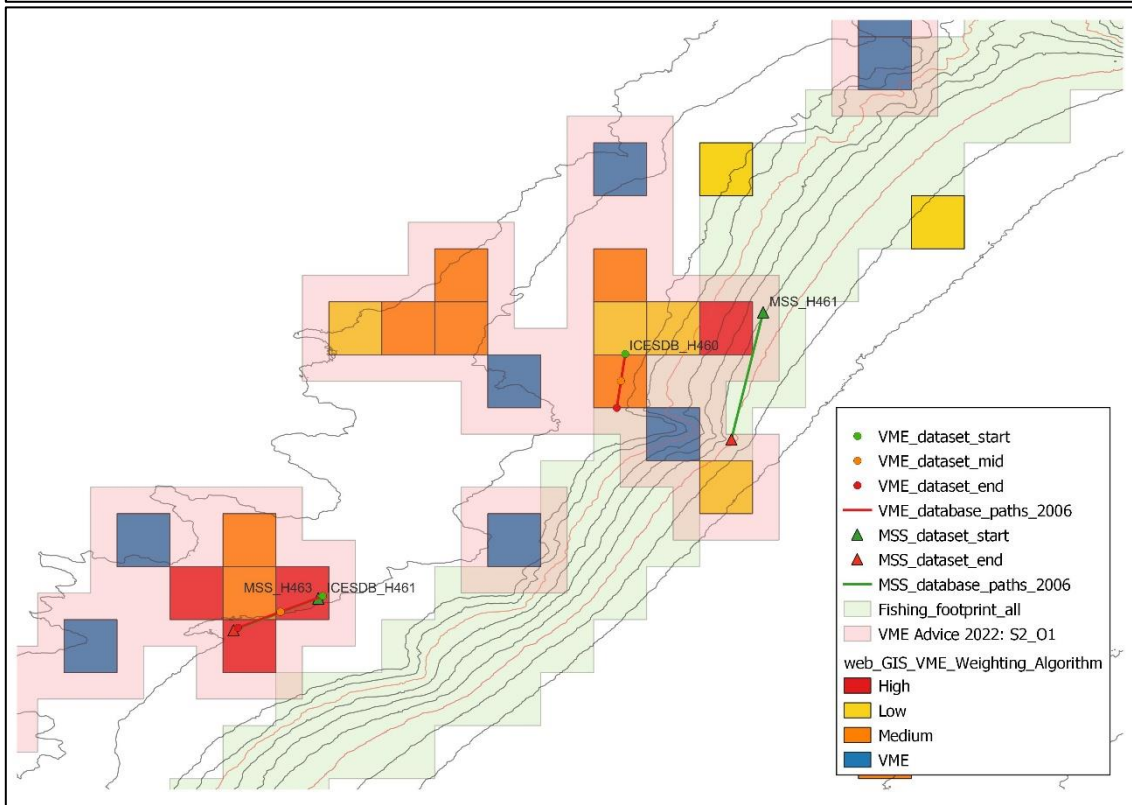 MSS_H461
ICESDB_H460
MSS_H463
ICESDB_H461
VME_dataset_start
VME_dataset_mid
VME_dataset_end
VME_database_paths_2006
MSS_dataset_start
MSS_dataset_end
MSS_database_paths_2006
Fishing_footprint_all
VME Advice 2022: S2_O1
web_GIS_VME_Weighting_Algorithm
High
Low
Medium
VME